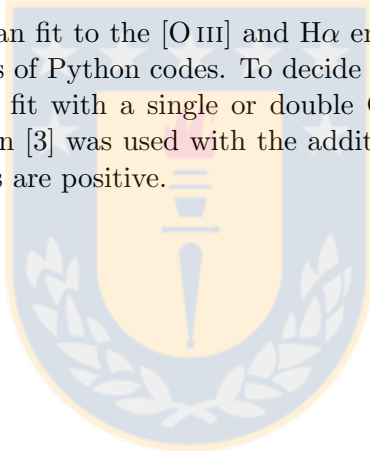 an fit to the [O III] and Hα en
s of Python codes. To decide
fit with a single or double
n [3] was used with the addit
s are positive.